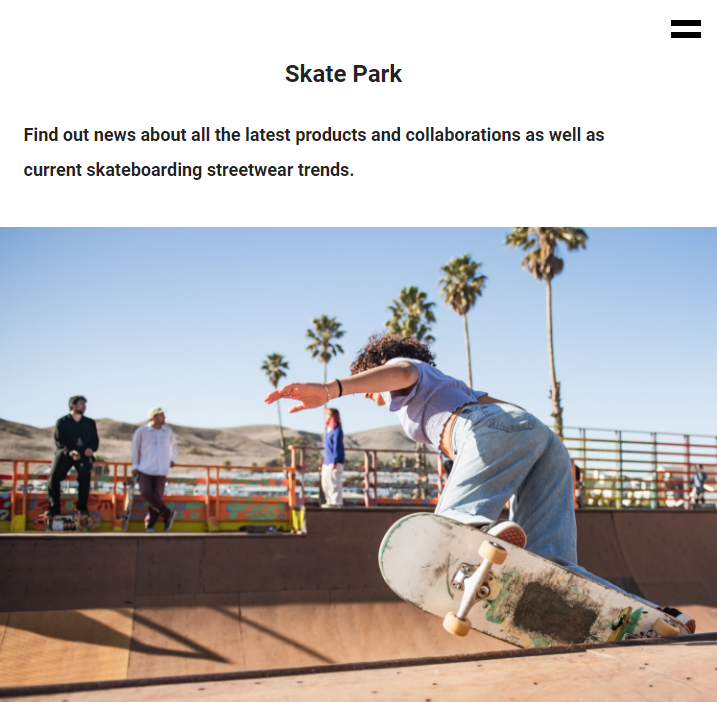 Skate Park
Find out news about all the latest products and collaborations as well as
current skateboarding streetwear trends.